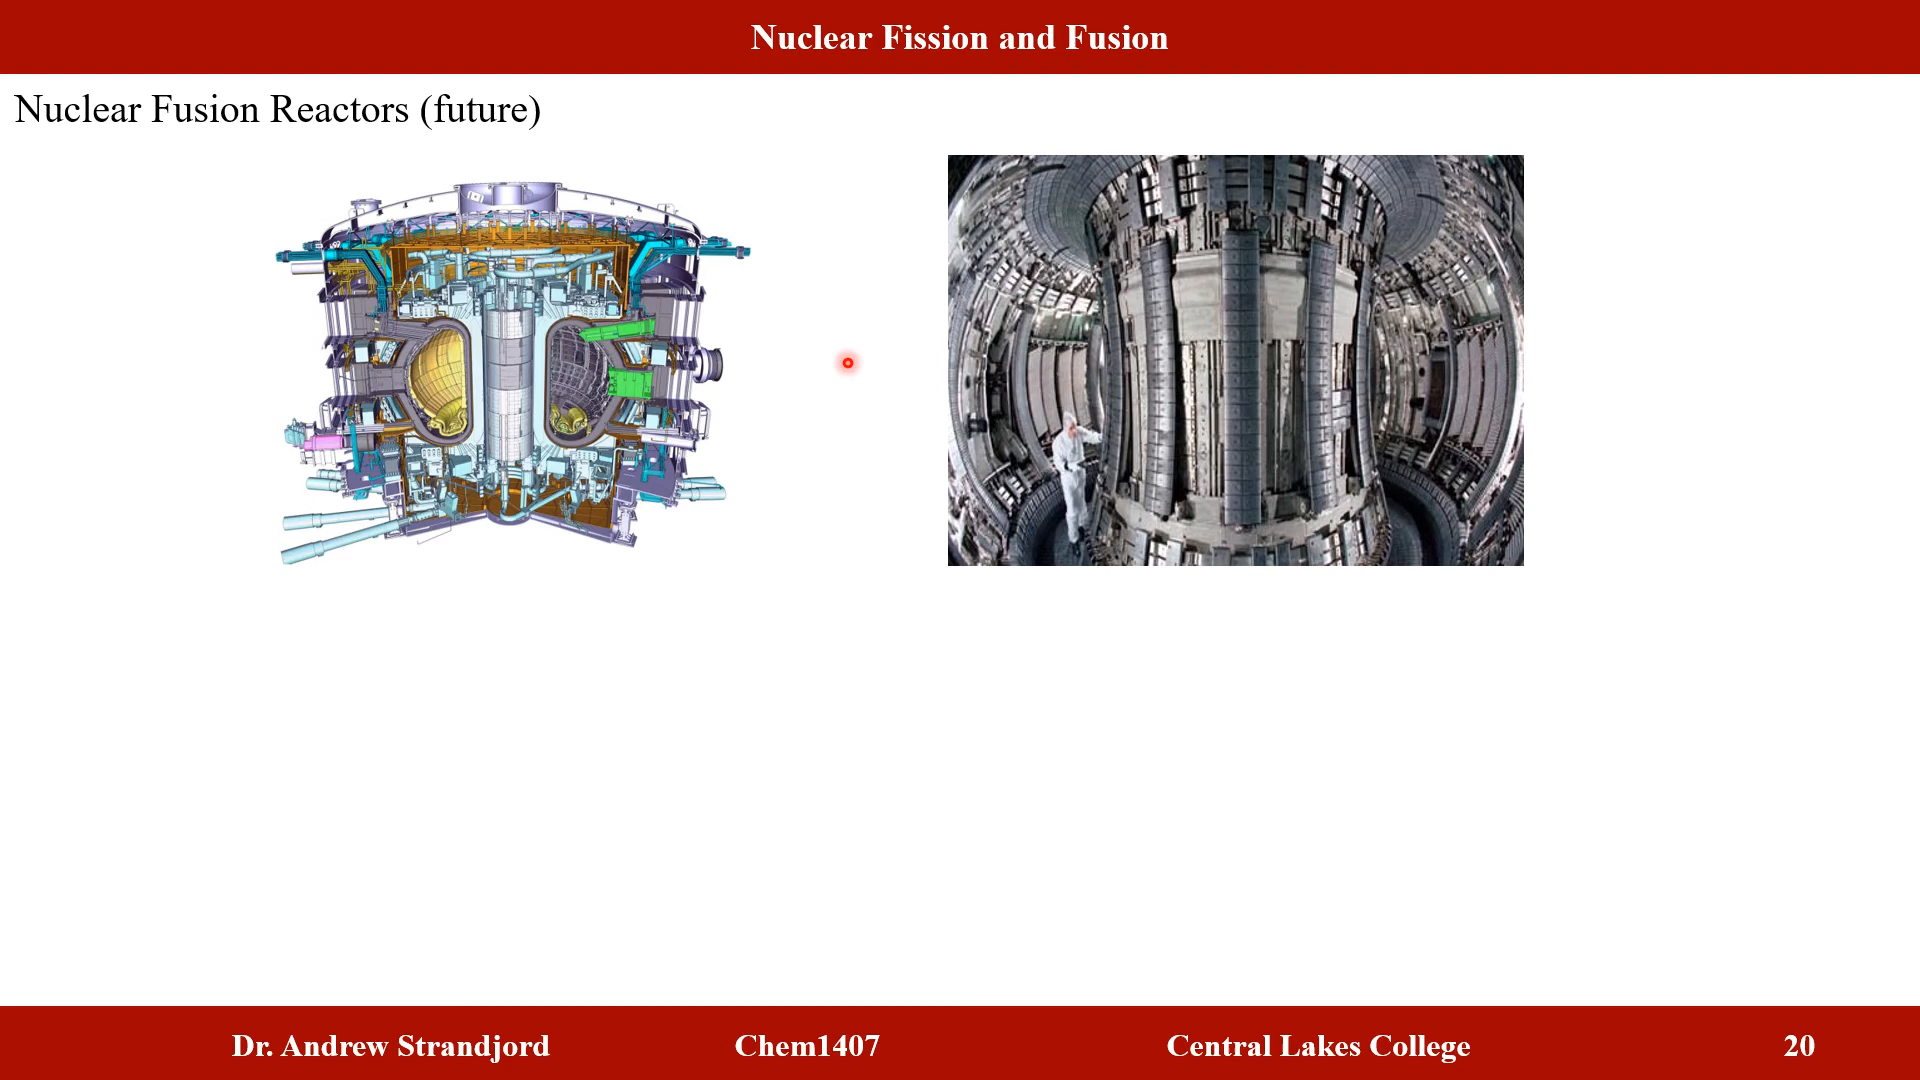 Nuclear Fission and Fusion
Nuclear Fusion Reactors (future)
Dr. Andrew Strandjord Chem1407 Central Lakes College 20